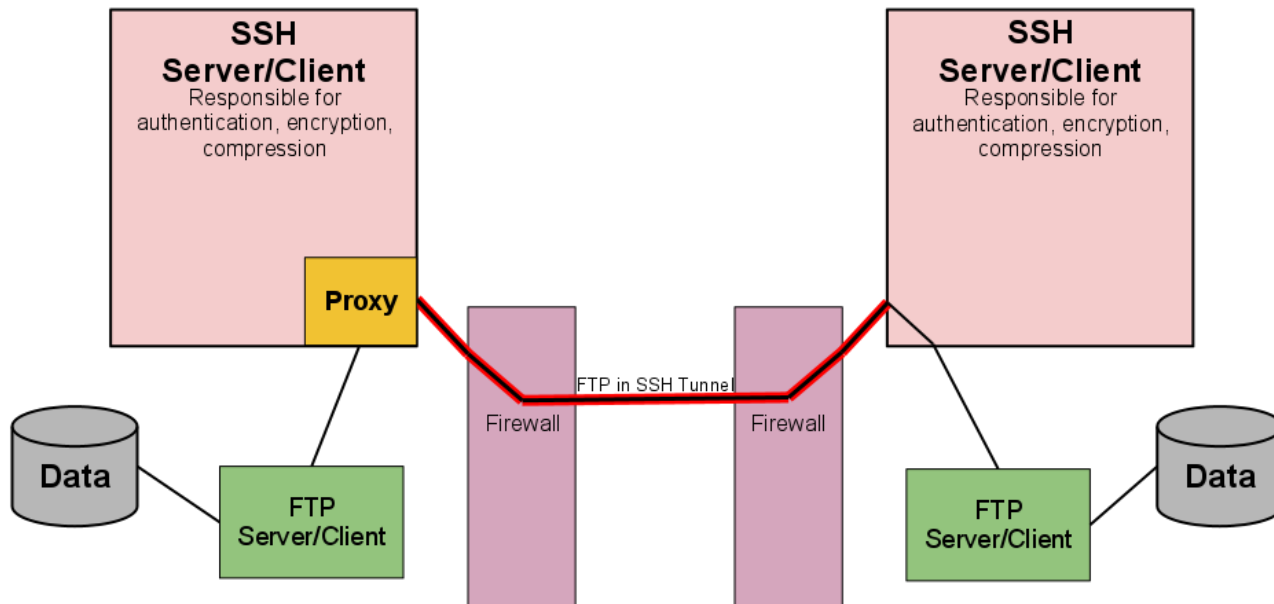 SSH
Server/Client
Responsible for
authentication, encryption,
compression
Proxy
SSH
Server/Client
Responsible for
authentication, encryption,
compression
FTP in SSH Tunnel
Firewall
Firewall
Data
FTP
Server/Client
FTP
Server/Client
Data